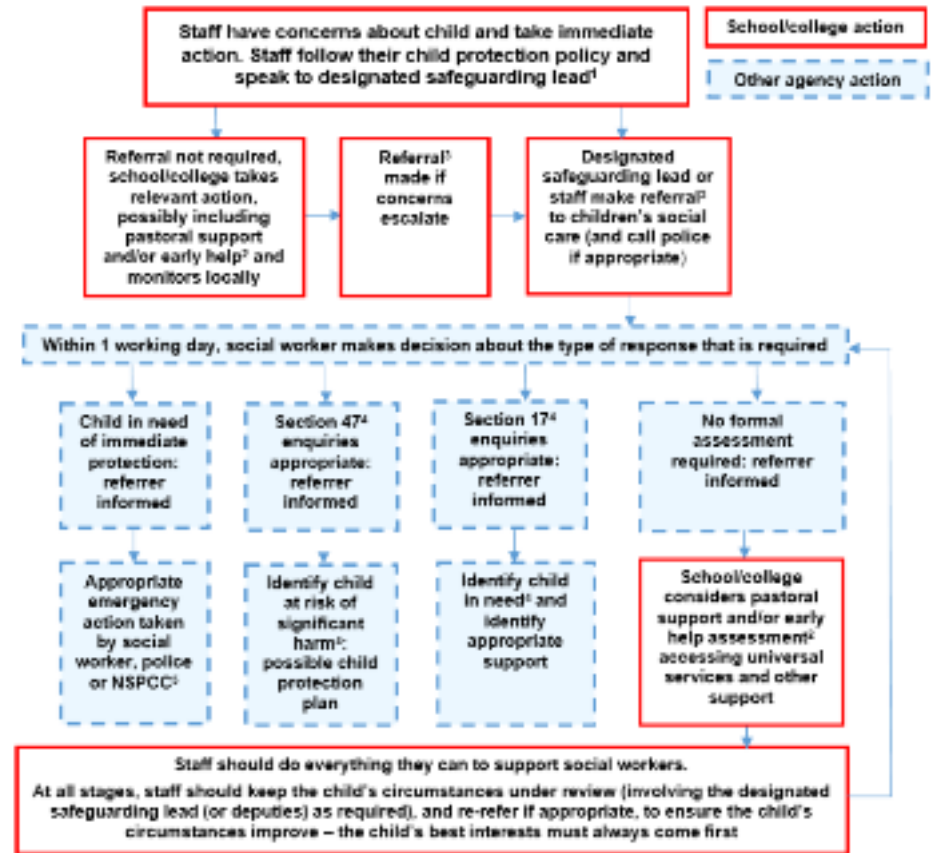 Staff have concerns about child and take immediate
action. Staff follow their child protection policy and
speak to designated safeguarding lead¹
School/college action
Other agency action
Referral not required,
school/college takes
relevant action,
possibly including
pastoral support
and/or early help² and
monitors locally
Referral³
made if
concerns
escalate
Designated
safeguarding lead or
staff make referral³
to children's social
care (and call police
if appropriate)
Within 1 working day, social worker makes decision about the type of response that is required
Child in need
of immediate
protection:
referrer
informed
Section 47⁴
enquiries
appropriate:
referrer
informed
Section 17⁴
enquiries
appropriate:
referrer
informed
No formal
assessment
required: referrer
informed
Appropriate
emergency
action taken
by social
worker, police
or NSPCC⁵
Identify child
at risk of
significant
harm⁴:
possible child
protection
plan
Identify child
in need⁴ and
identify
appropriate
support
School/college
considers pastoral
support and/or early
help assessment²
accessing universal
services and other
support
Staff should do everything they can to support social workers.
At all stages, staff should keep the child's circumstances under review (involving the designated
safeguarding lead (or deputies) as required), and re-refer if appropriate, to ensure the child's
circumstances improve – the child's best interests must always come first